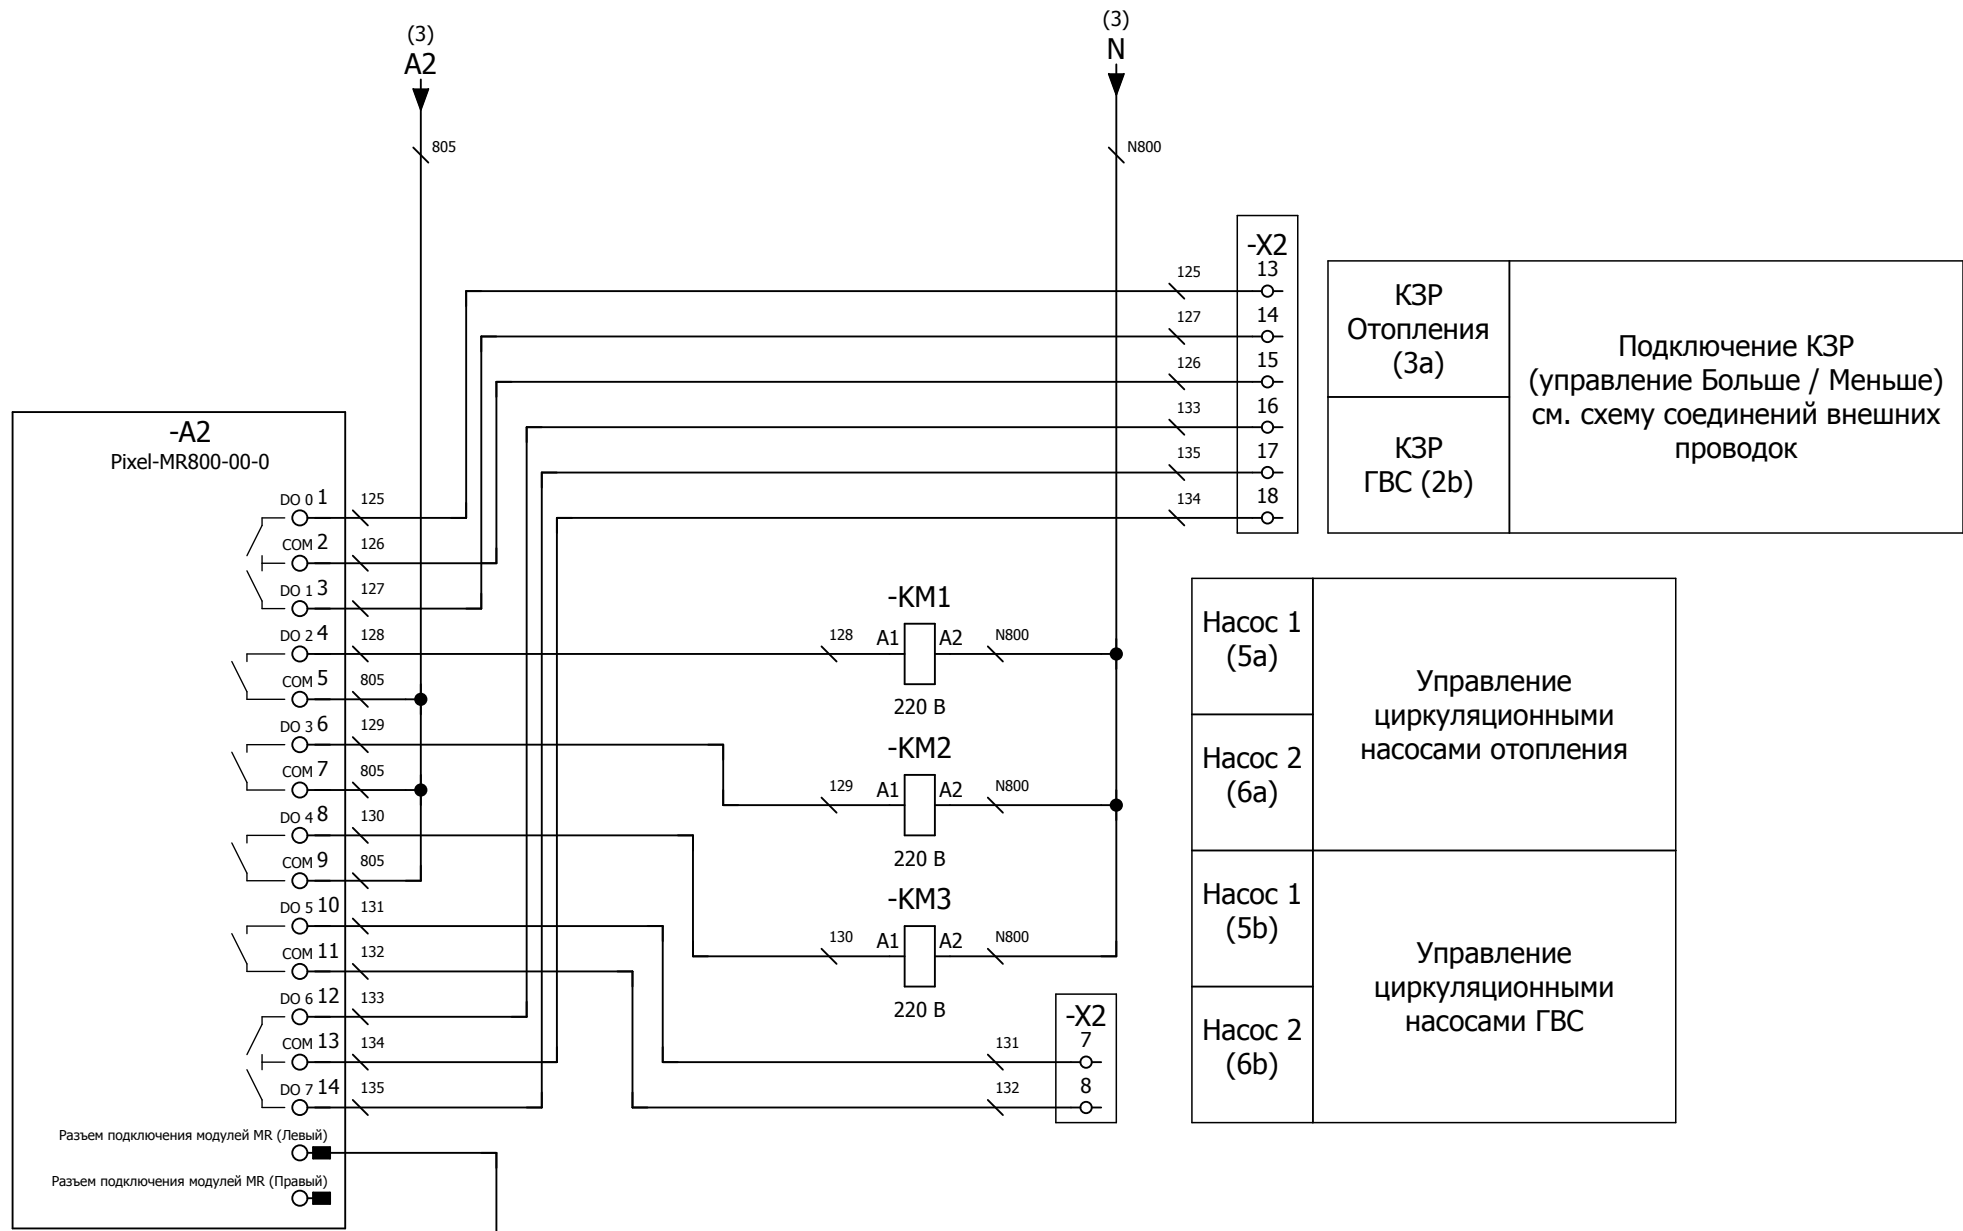 (3)
A2
805
(3)
N
N800
-X2
125 13
127 14
126 15
133 16
135 17
134 18
КЗР
Отопления
(3a)
КЗР
ГВС (2b)
Подключение КЗР
(управление Больше / Меньше)
см. схему соединений внешних
проводок
-A2
Pixel-MR800-00-0
DO 0 1 125
COM 2 126
DO 1 3 127
DO 2 4 128
COM 5 805
DO 3 6 129
COM 7 805
DO 4 8 130
COM 9 805
DO 5 10 131
COM 11 132
DO 6 12 133
COM 13 134
DO 7 14 135
Разъем подключения модулей MR (Левый)
Разъем подключения модулей MR (Правый)
-KM1
128 A1 A2 N800
220 В
-KM2
129 A1 A2 N800
220 В
-KM3
130 A1 A2 N800
220 В
-X2
131 7
132 8
Насос 1
(5a)
Насос 2
(6a)
Управление
циркуляционными
насосами отопления
Насос 1
(5b)
Насос 2
(6b)
Управление
циркуляционными
насосами ГВС